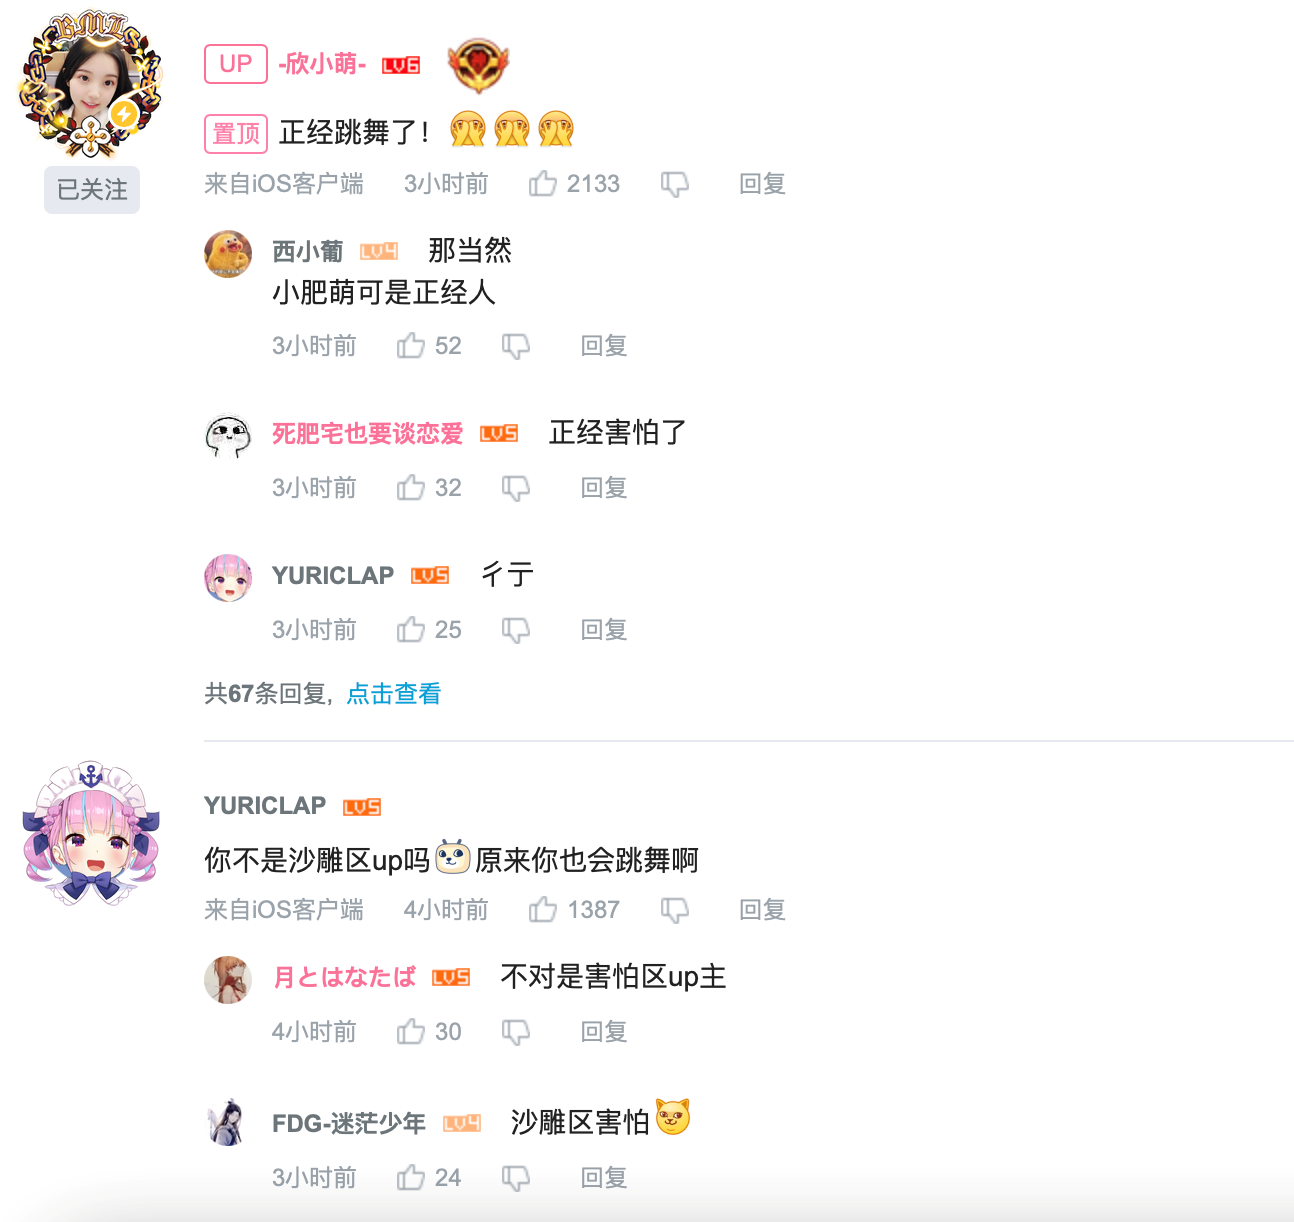 BML
UP -欣小萌- LV6
置顶 正经跳舞了！
已关注
来自iOS客户端 3小时前 2133 回复
西小葡 LV4 那当然
小肥萌可是正经人
3小时前 52 回复
死肥宅也要谈恋爱 LV5 正经害怕了
3小时前 32 回复
YURICLAP LV5 彳亍
3小时前 25 回复
共67条回复, 点击查看
YURICLAP LV5
你不是沙雕区up吗原来你也会跳舞啊
来自iOS客户端 4小时前 1387 回复
月とはなたば LV5 不对是害怕区up主
4小时前 30 回复
FDG-迷茫少年 LV4 沙雕区害怕
3小时前 24 回复